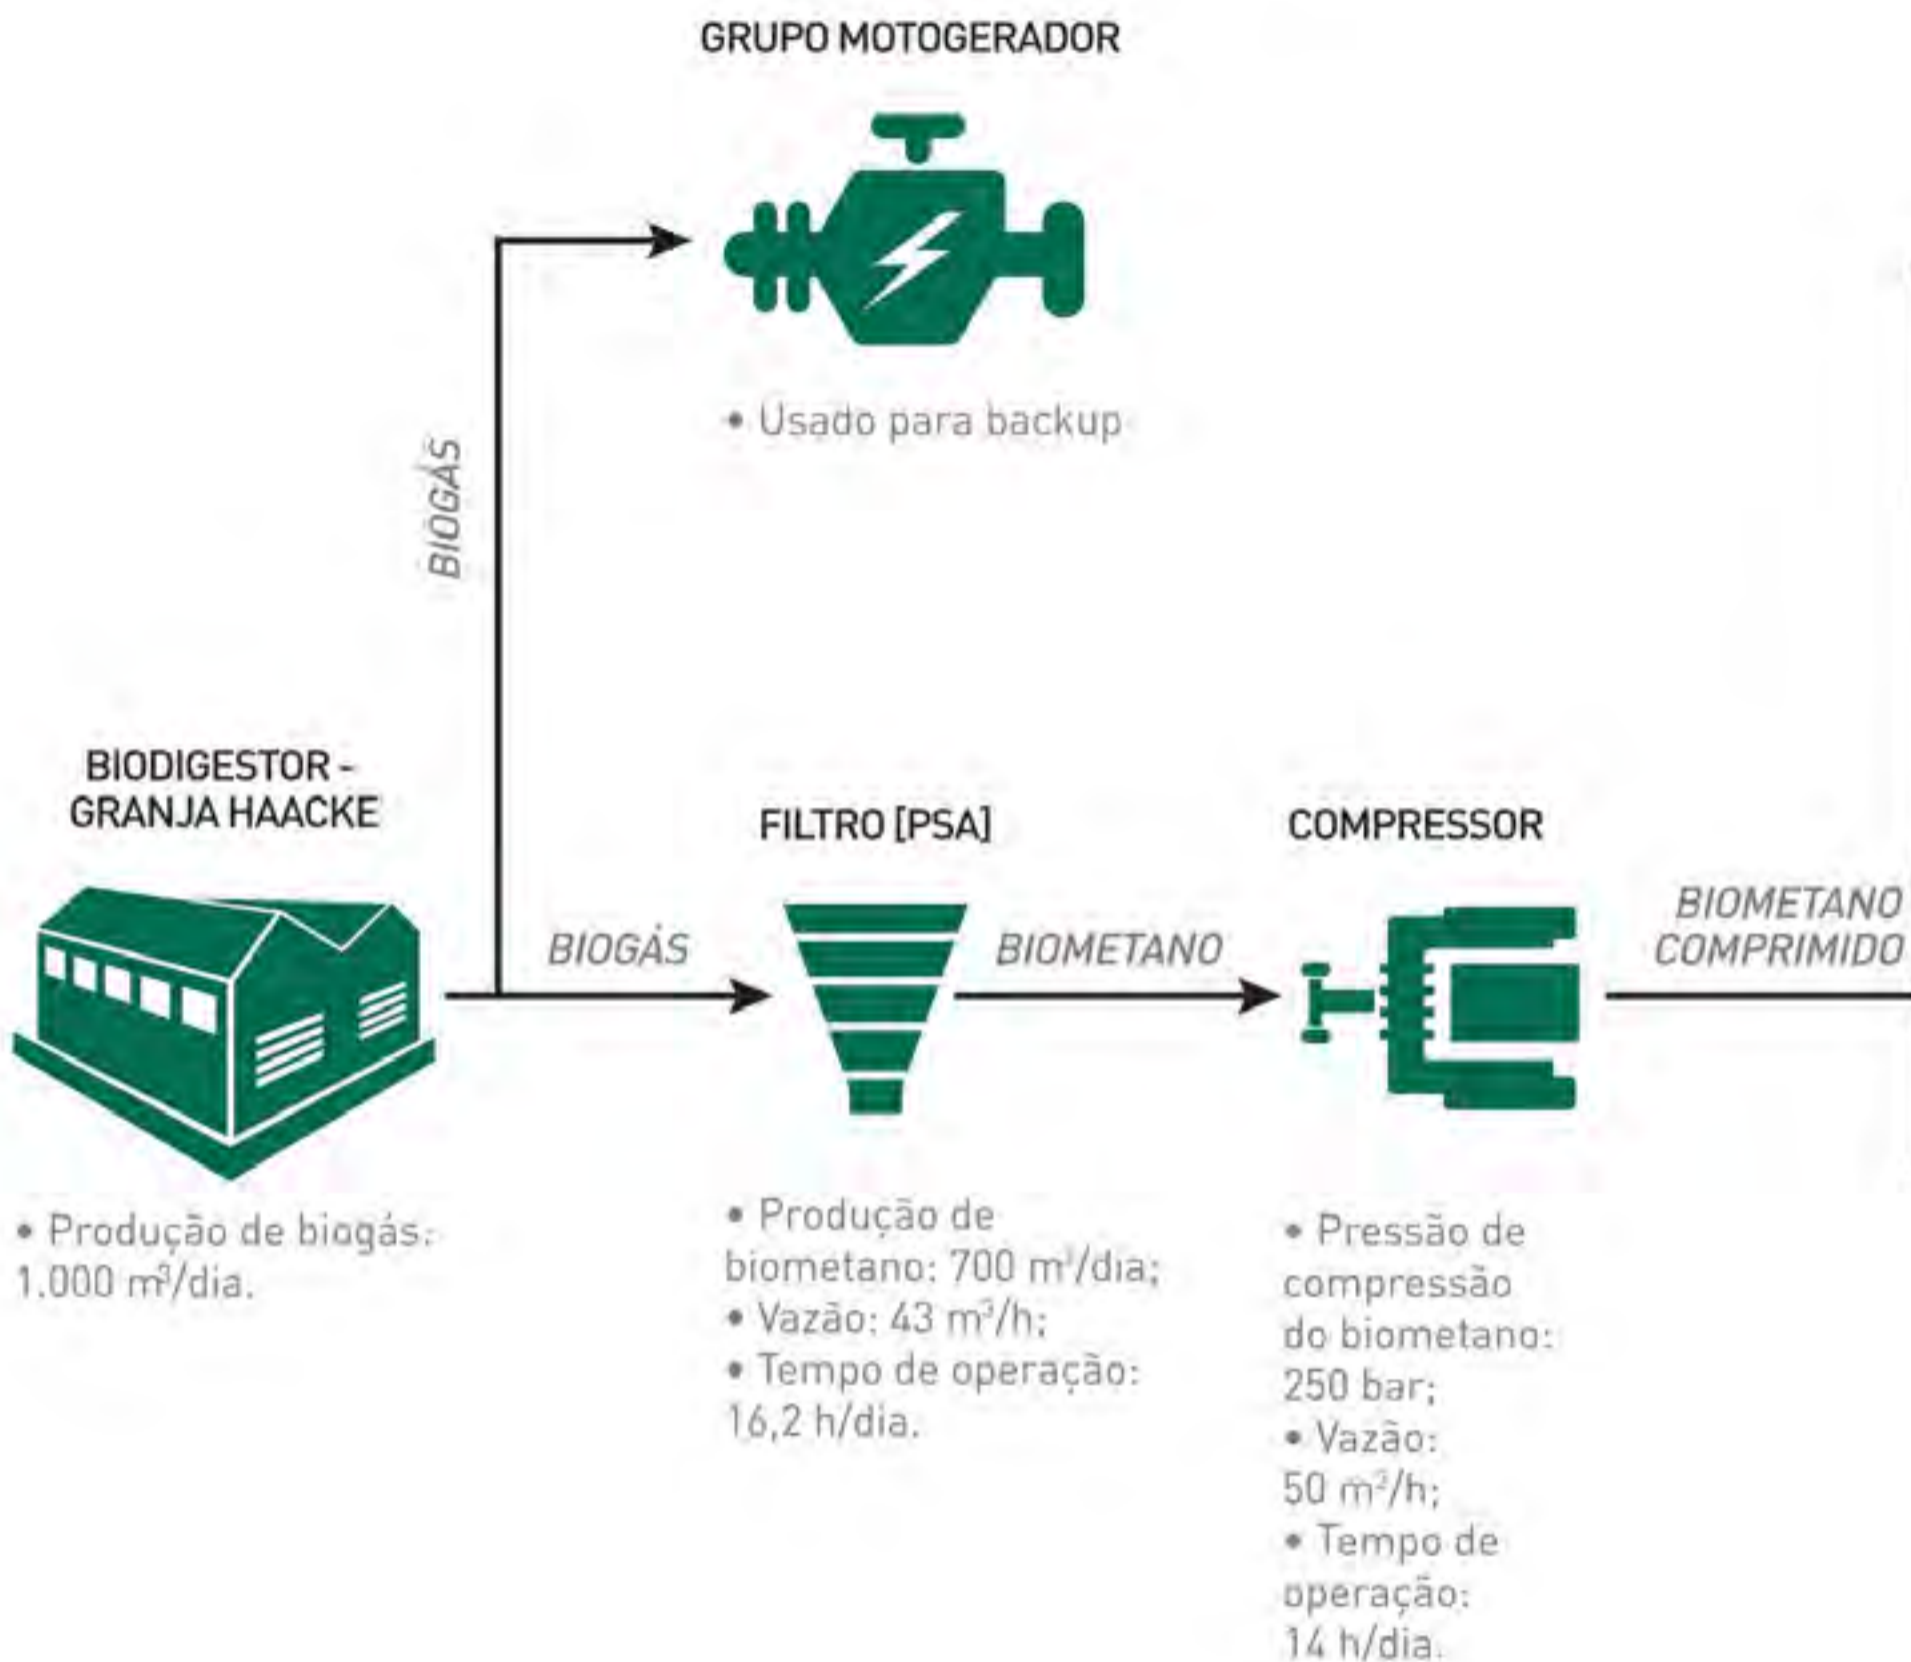 GRUPO MOTOGERADOR
• Usado para backup
BIOGÁS
BIODIGESTOR -
GRANJA HAACKE
• Produção de biogás:
1.000 m³/dia.
BIOGÁS
FILTRO [PSA]
• Produção de
biometano: 700 m³/dia;
• Vazão: 43 m³/h;
• Tempo de operação:
16,2 h/dia.
BIOMETANO
COMPRESSOR
• Pressão de
compressão
do biometano:
250 bar;
• Vazão:
50 m³/h;
• Tempo de
operação:
14 h/dia.
BIOMETANO
COMPRIMIDO